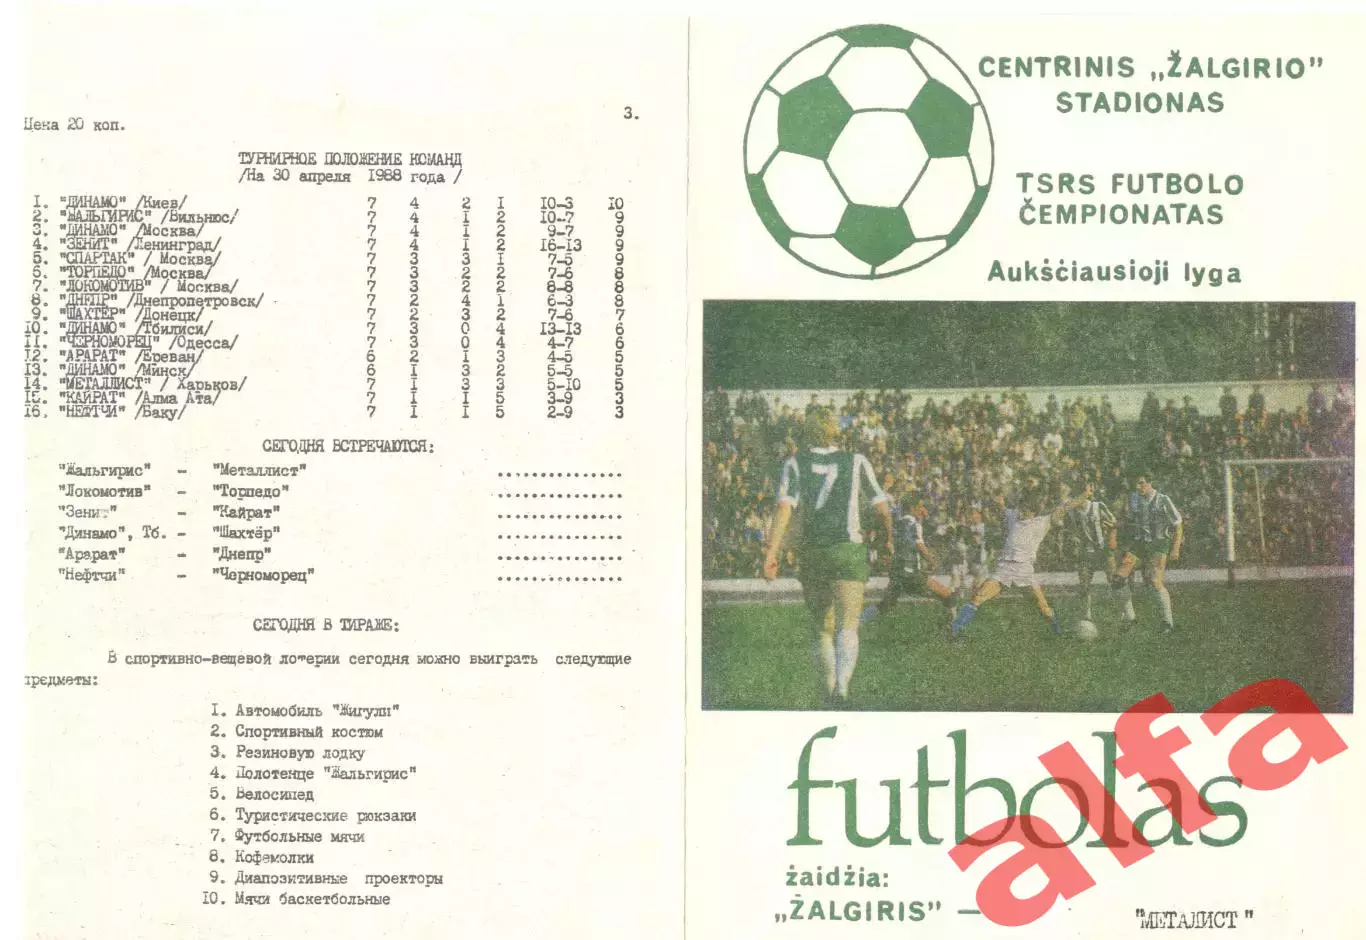 Цена 20 коп.
3.
ТУРНИРНОЕ ПОЛОЖЕНИЕ КОМАНД
/На 30 апреля 1988 года /
1. "ДИНАМО" /Киев/ 7 4 2 1 10-3 10
2. "ЖАЛЬГИРИС" /Вильнюс/ 7 4 1 2 10-7 9
3. "ДИНАМО" /Москва/ 7 4 1 2 9-7 9
4. "ЗЕНИТ" /Ленинград/ 7 4 1 2 16-13 9
5. "СПАРТАК" / Москва/ 7 3 3 1 7-5 9
6. "ТОРПЕДО" /Москва/ 7 3 2 2 7-6 8
7. "ЛОКОМОТИВ" / Москва/ 7 3 2 2 8-8 8
8. "ДНЕПР" /Днепропетровск/ 7 2 4 1 6-3 8
9. "ШАХТЁР" /Донецк/ 7 2 3 2 7-6 7
10. "ДИНАМО" /Тбилиси/ 7 3 0 4 13-13 6
11. "ЧЕРНОМОРЕЦ" /Одесса/ 7 3 0 4 4-7 6
12. "АРАРАТ" /Ереван/ 6 2 1 3 4-5 5
13. "ДИНАМО" /Минск/ 6 1 3 2 5-5 5
14. "МЕТАЛЛИСТ" / Харьков/ 7 1 3 3 5-10 5
15. "КАЙРАТ" /Алма Ата/ 7 1 1 5 3-9 3
16. "НЕФТЧИ" /Баку/ 7 1 1 5 2-9 3
СЕГОДНЯ ВСТРЕЧАЮТСЯ:
"Жальгирис" - "Металлист" ..................
"Локомотив" - "Торпедо" ..................
"Зенит" - "Кайрат" ..................
"Динамо", Тб. - "Шахтёр" ..................
"Арарат" - "Днепр" ..................
"Нефтчи" - "Черноморец" ..................
СЕГОДНЯ В ТИРАЖЕ:
В спортивно-вещевой лотерии сегодня можно выиграть следующие
предметы:
1. Автомобиль "Жигули"
2. Спортивный костюм
3. Резиновую лодку
4. Полотенце "Жальгирис"
5. Велосипед
6. Туристические рюкзаки
7. Футбольные мячи
8. Кофемолки
9. Диапозитивные проекторы
10. Мячи баскетбольные
CENTRINIS „ŽALGIRIO"
STADIONAS
TSRS FUTBOLO
ČEMPIONATAS
Aukščiausioji lyga
7
futbolas
žaidžia:
„ŽALGIRIS" — "МЕТАЛИСТ"
alfa